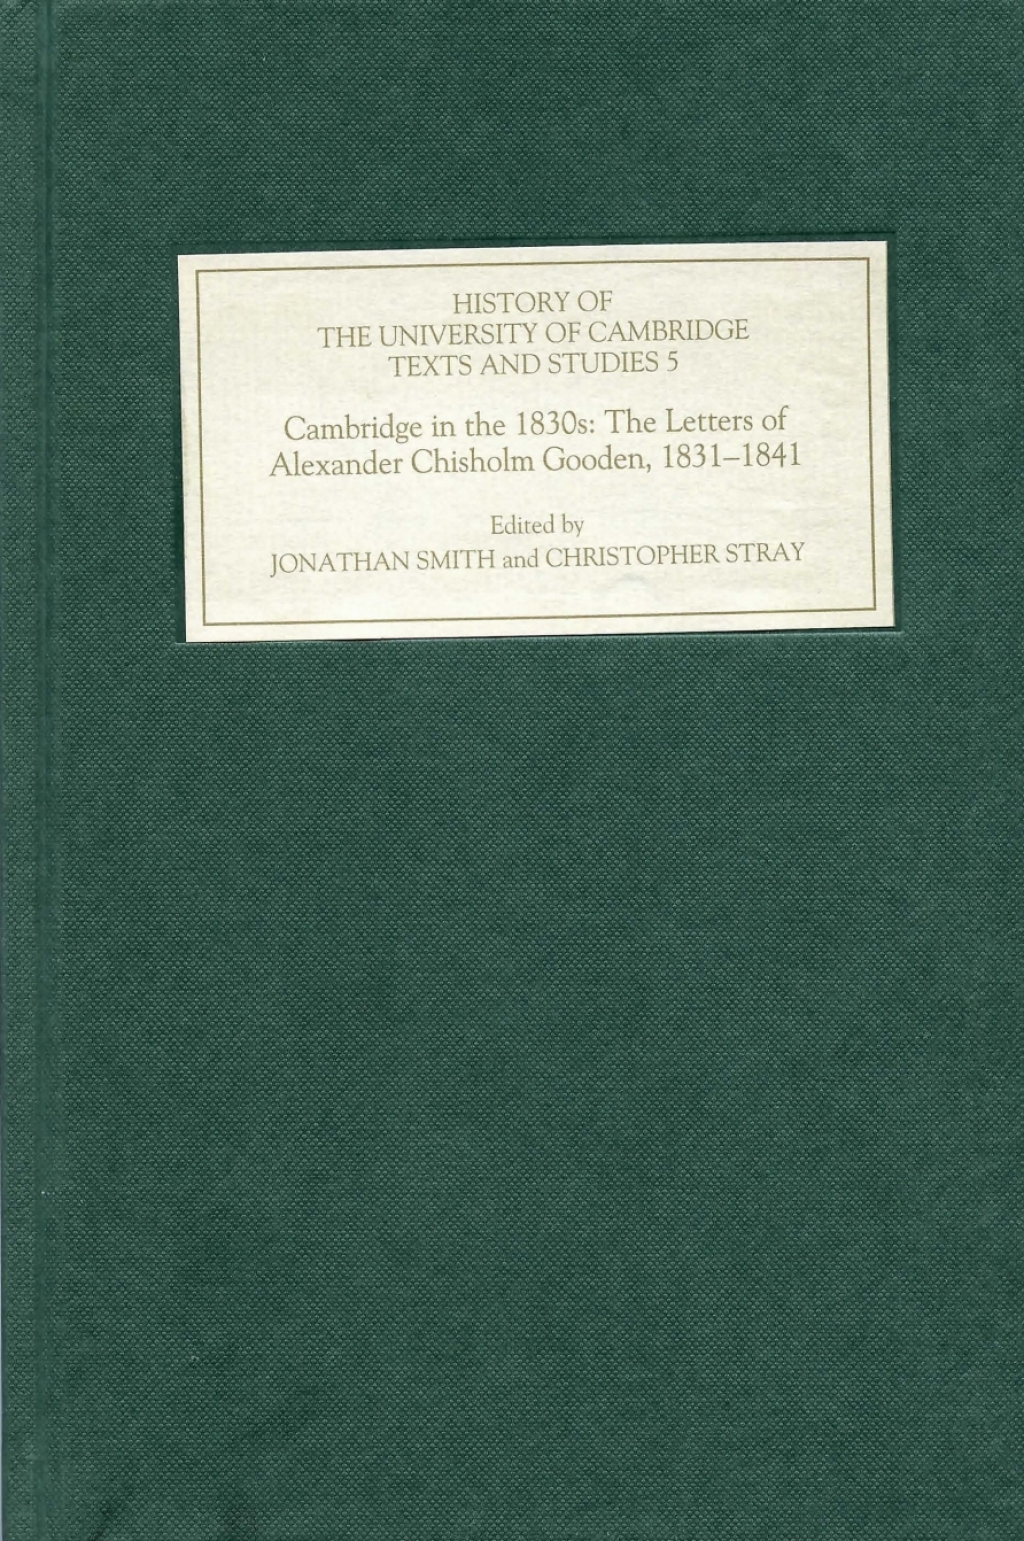 HISTORY OF
THE UNIVERSITY OF CAMBRIDGE
TEXTS AND STUDIES 5
Cambridge in the 1830s: The Letters of
Alexander Chisholm Gooden, 1831–1841
Edited by
JONATHAN SMITH and CHRISTOPHER STRAY